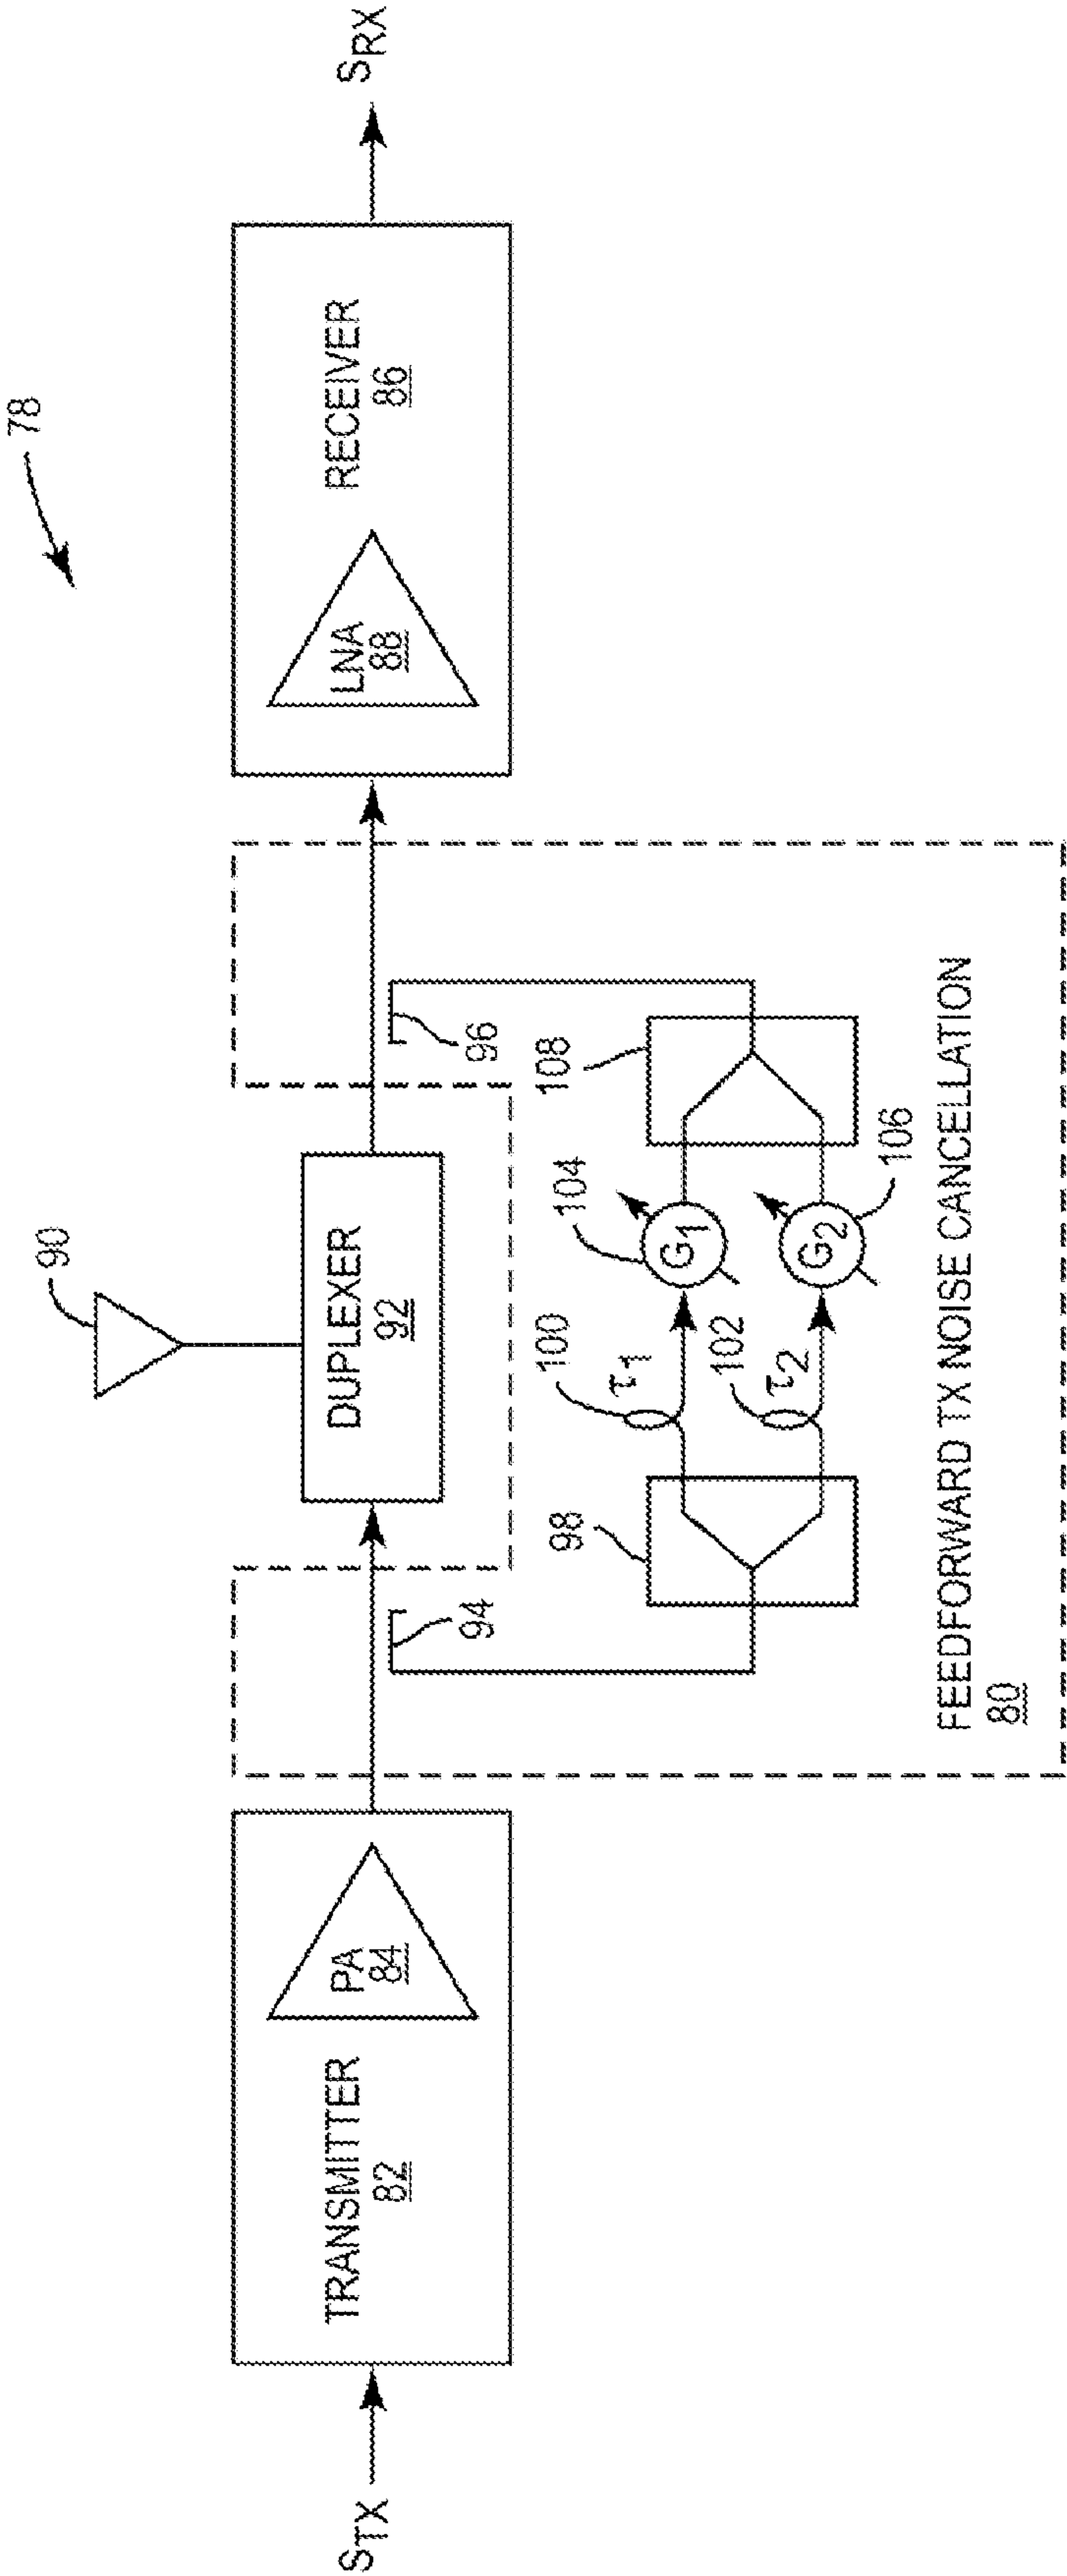 78
S_TX
TRANSMITTER
82
PA
84
90
DUPLEXER
92
RECEIVER
86
LNA
88
S_RX
94
96
98
100
τ1
102
τ2
104
G1
G2
106
108
FEEDFORWARD TX NOISE CANCELLATION
80